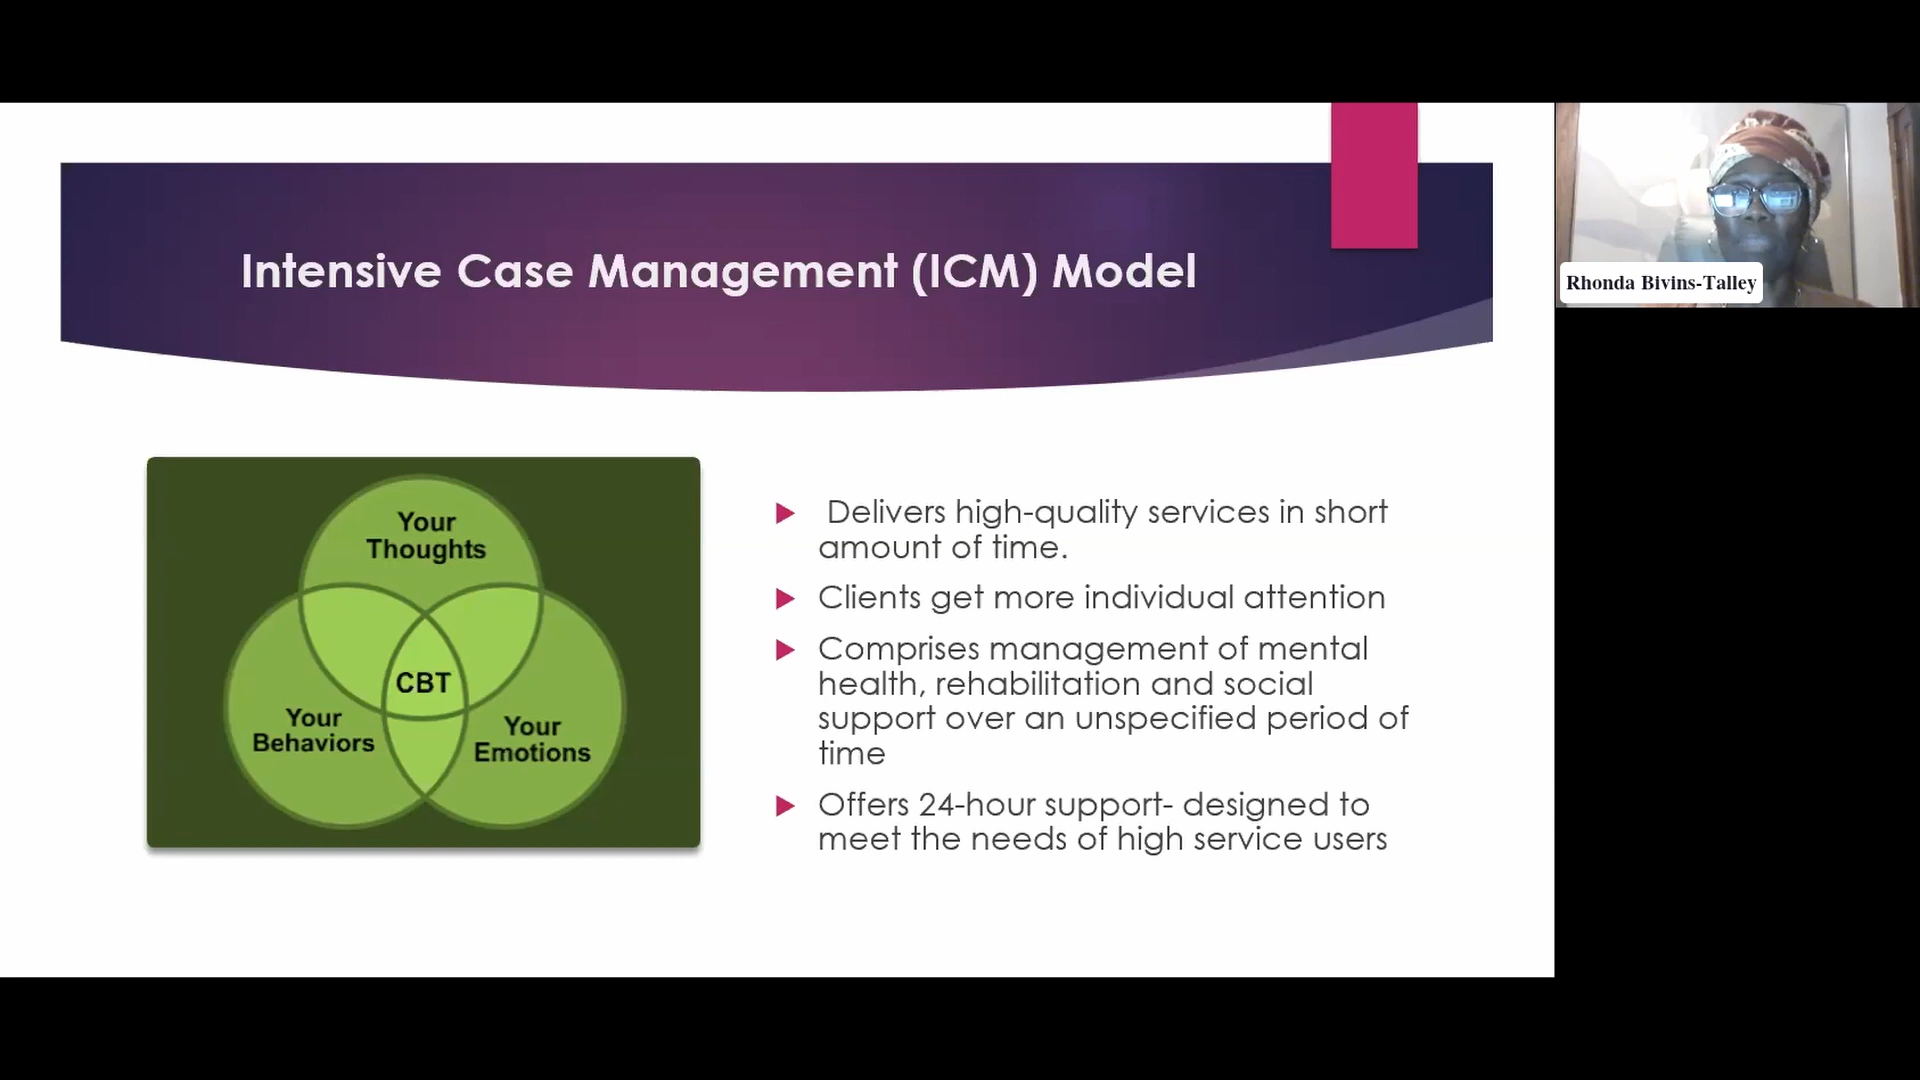 Intensive Case Management (ICM) Model
Your
Thoughts
CBT
Your
Behaviors
Your
Emotions
Delivers high-quality services in short
amount of time.
Clients get more individual attention
Comprises management of mental
health, rehabilitation and social
support over an unspecified period of
time
Offers 24-hour support- designed to
meet the needs of high service users
Rhonda Bivins-Talley